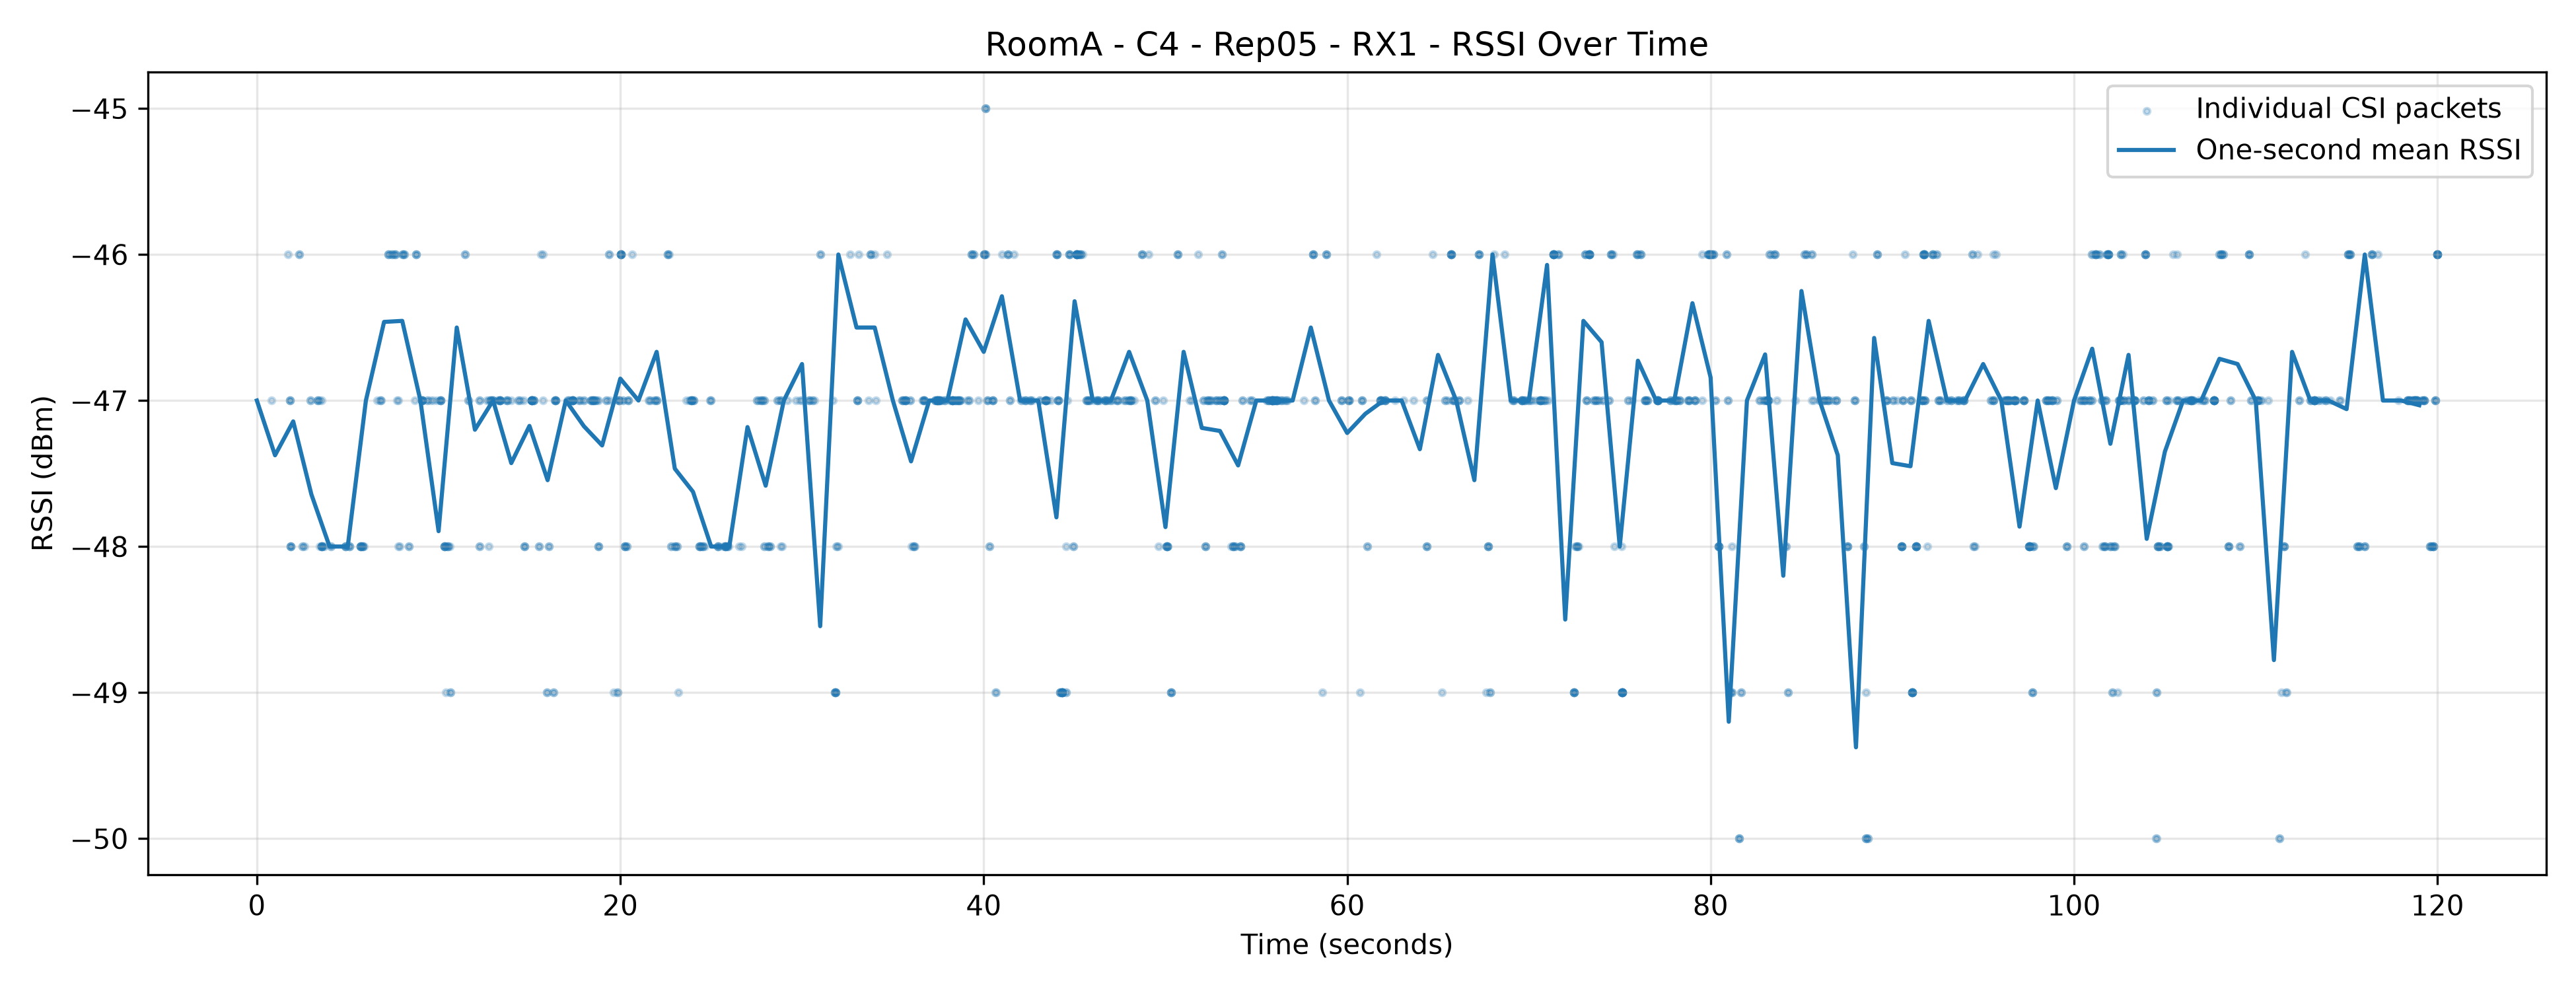 RoomA - C4 - Rep05 - RX1 - RSSI Over Time
Individual CSI packets
One-second mean RSSI
RSSI (dBm)
−45
−46
−47
−48
−49
−50
0 20 40 60 80 100 120
Time (seconds)